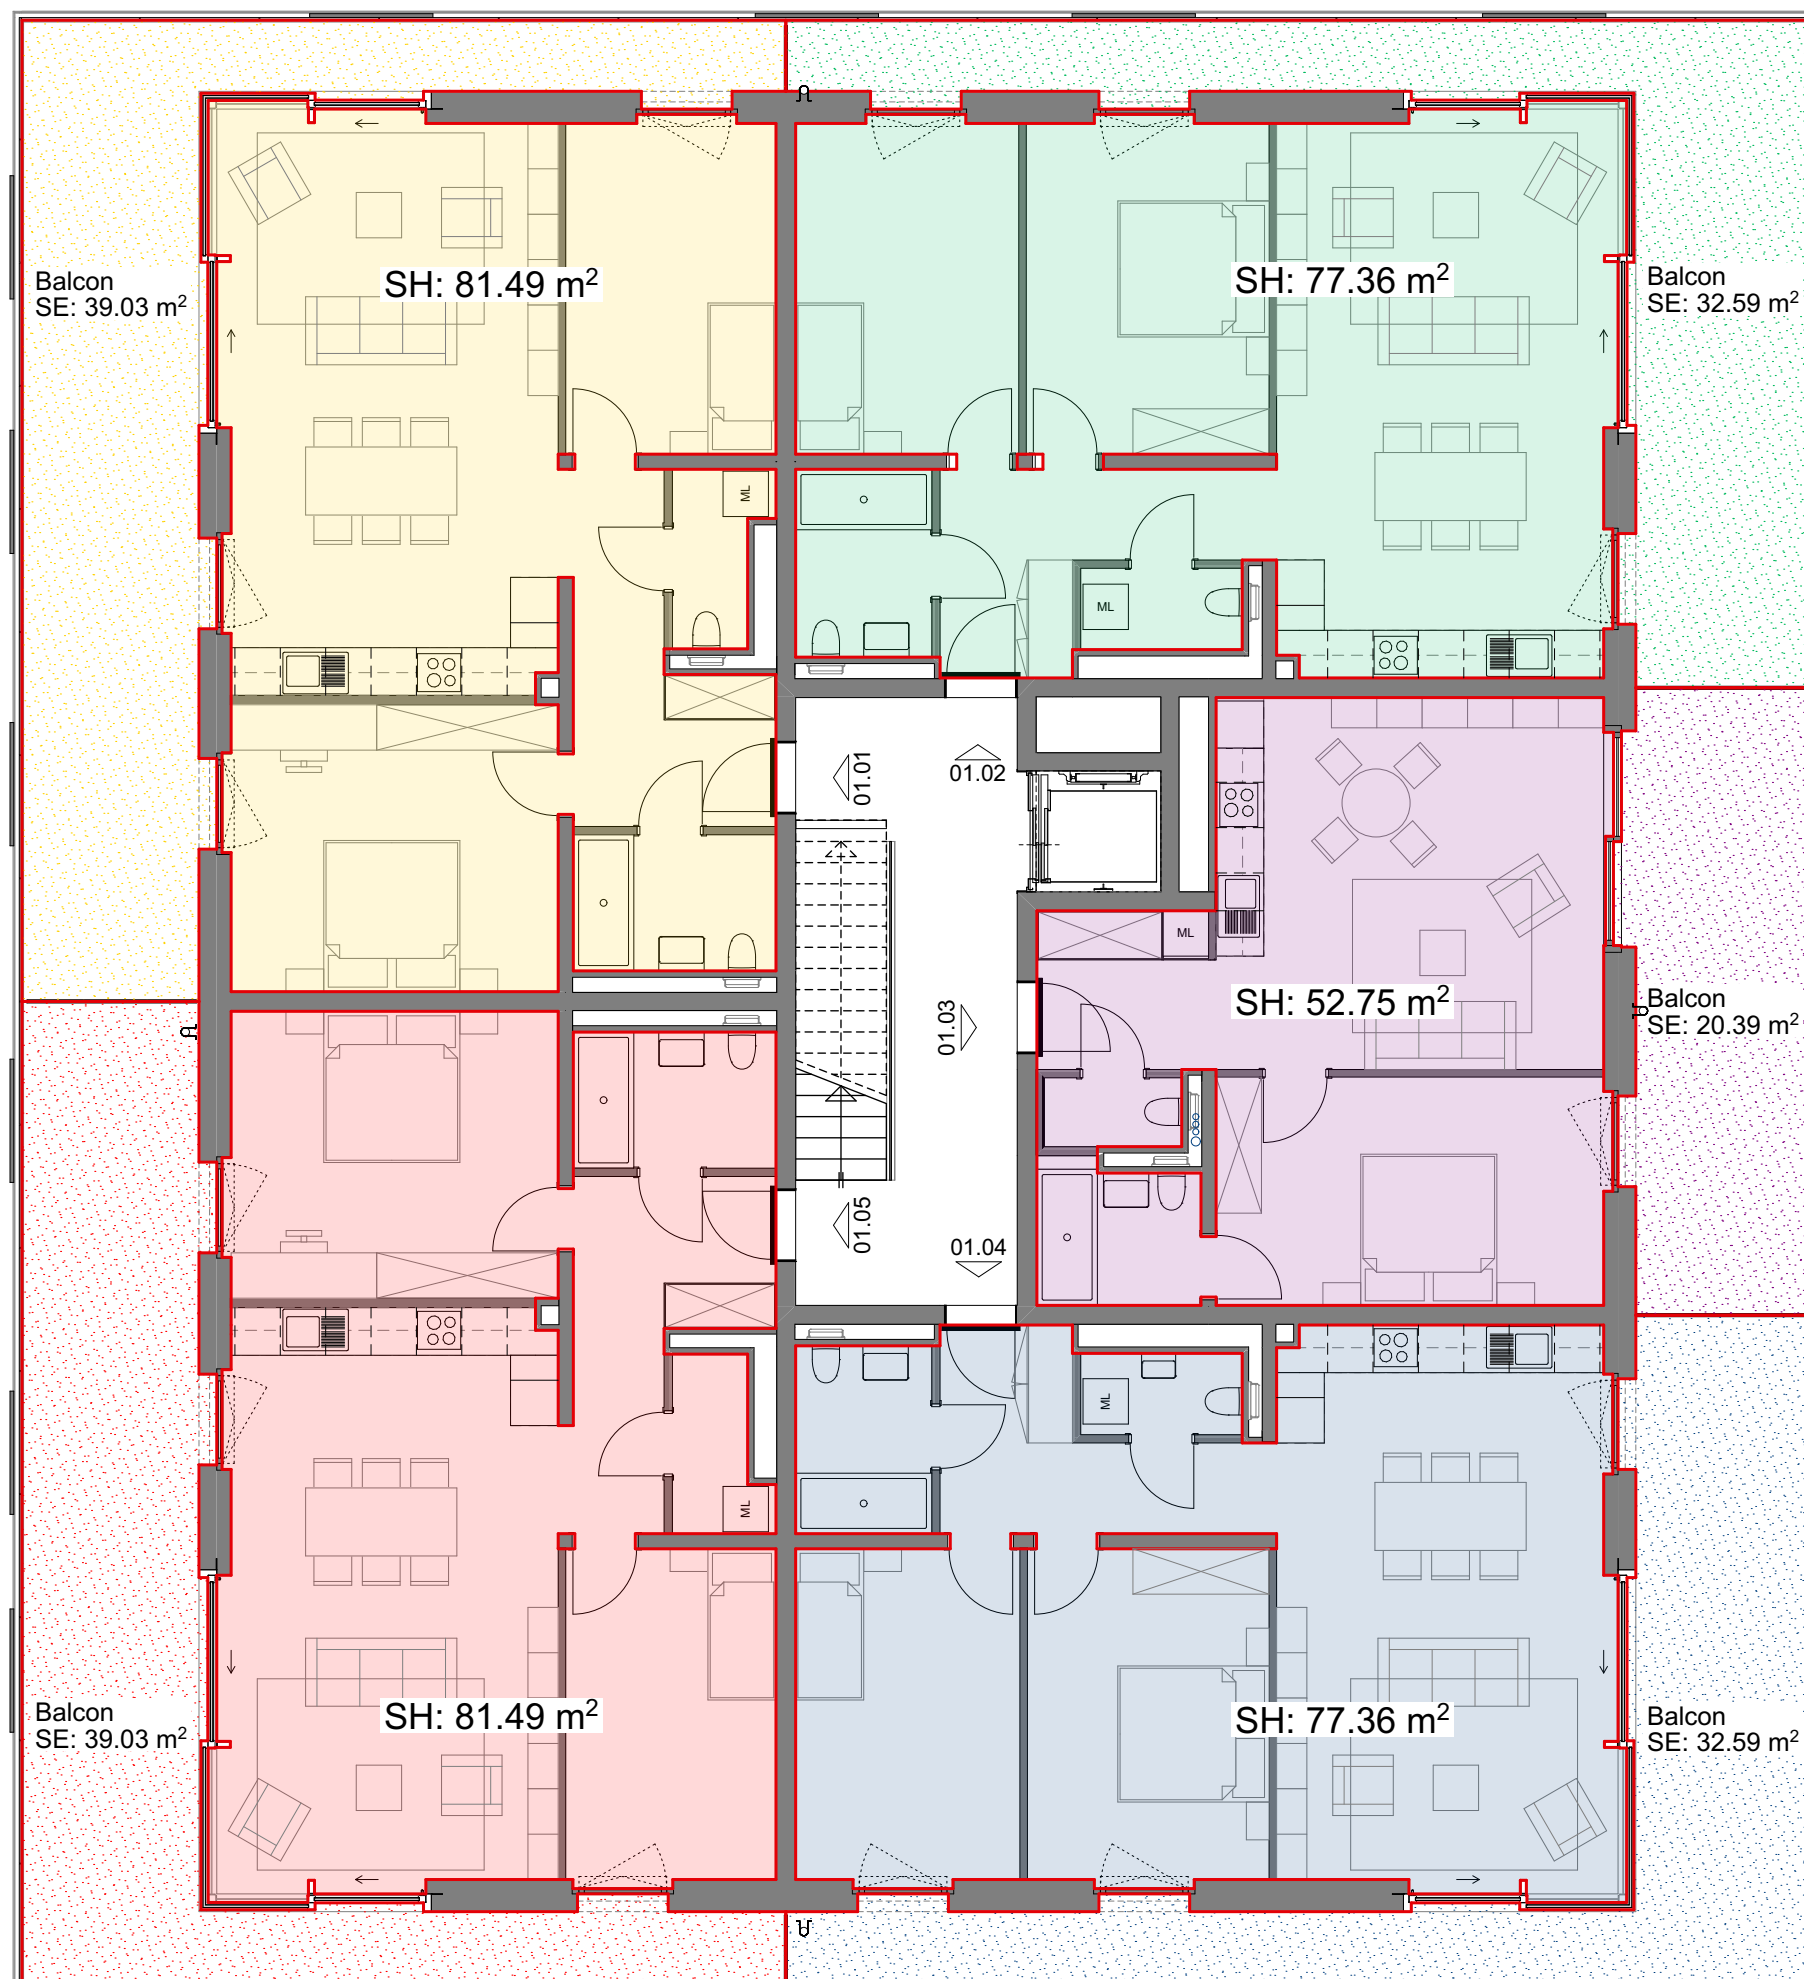 Balcon
SE: 39.03 m²
SH: 81.49 m²
SH: 77.36 m²
Balcon
SE: 32.59 m²
ML
ML
01.01
01.02
ML
SH: 52.75 m²
01.03
Balcon
SE: 20.39 m²
01.05
01.04
ML
ML
Balcon
SE: 39.03 m²
SH: 81.49 m²
SH: 77.36 m²
Balcon
SE: 32.59 m²